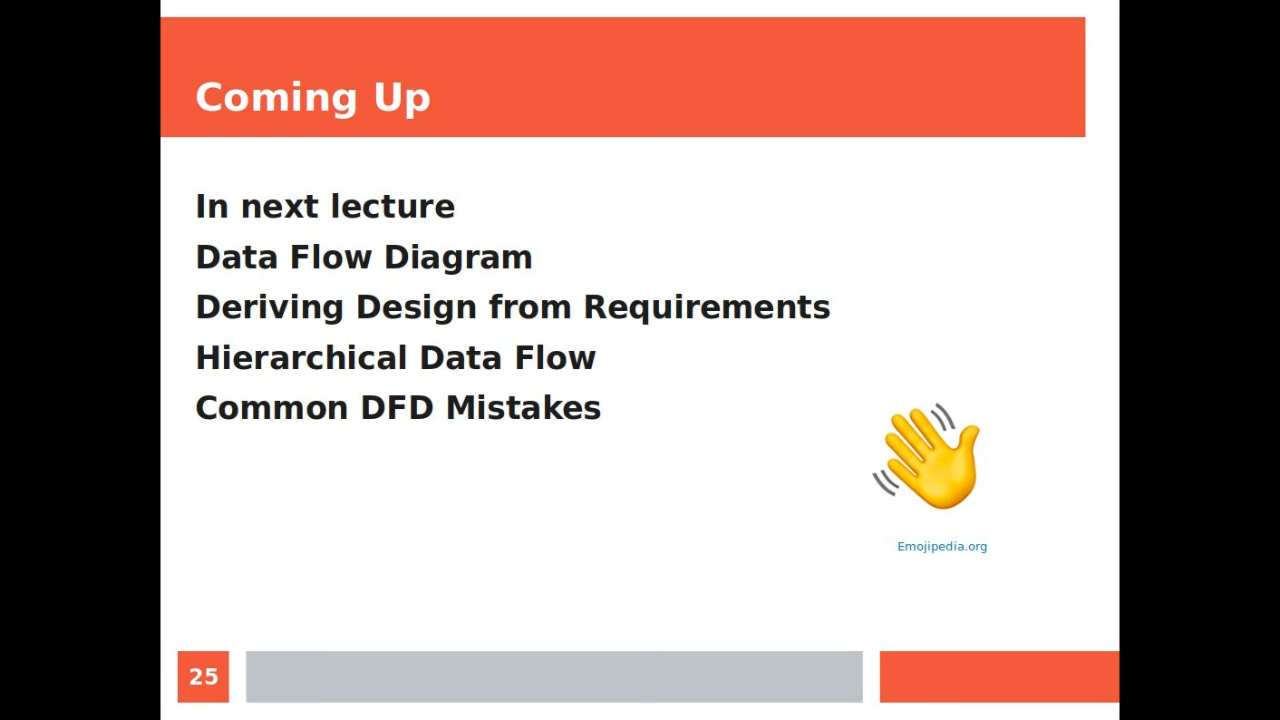 Coming Up
In next lecture
Data Flow Diagram
Deriving Design from Requirements
Hierarchical Data Flow
Common DFD Mistakes
Emojipedia.org
25